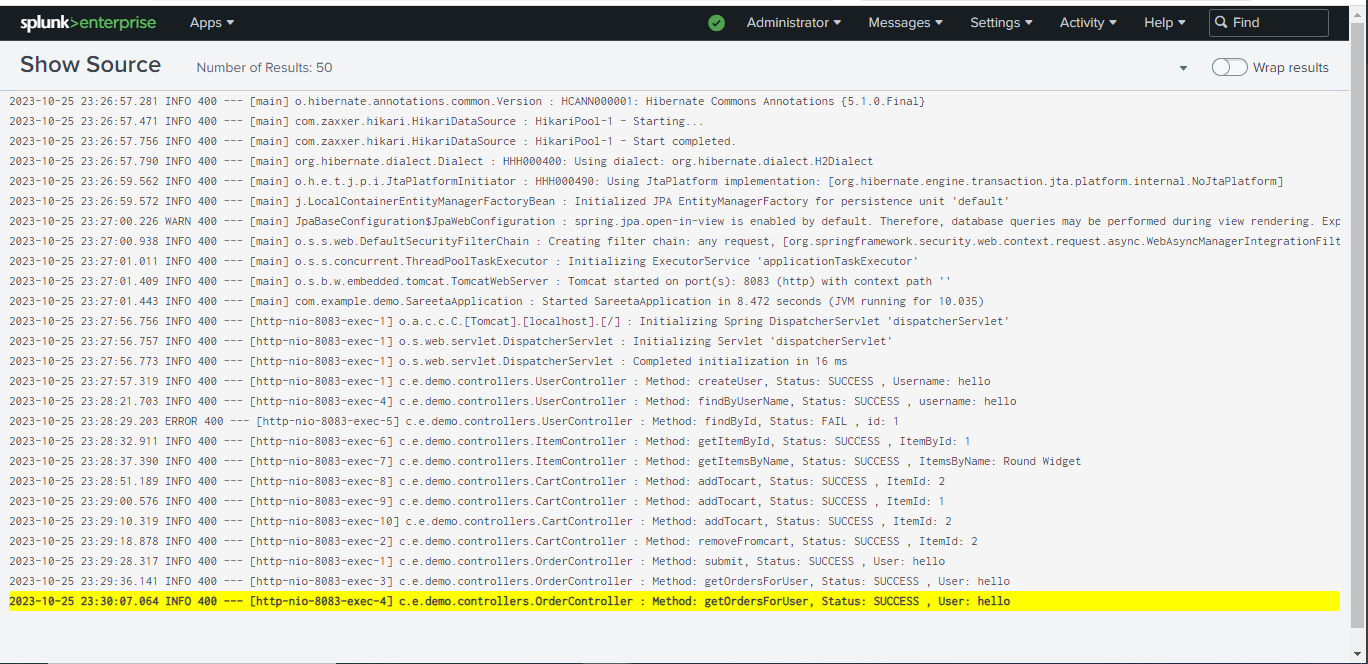 splunk>enterprise Apps Administrator Messages Settings Activity Help Find
Show Source Number of Results: 50 Wrap results
2023-10-25 23:26:57.281 INFO 400 --- [main] o.hibernate.annotations.common.Version : HCANN000001: Hibernate Commons Annotations {5.1.0.Final}
2023-10-25 23:26:57.471 INFO 400 --- [main] com.zaxxer.hikari.HikariDataSource : HikariPool-1 - Starting...
2023-10-25 23:26:57.756 INFO 400 --- [main] com.zaxxer.hikari.HikariDataSource : HikariPool-1 - Start completed.
2023-10-25 23:26:57.790 INFO 400 --- [main] org.hibernate.dialect.Dialect : HHH000400: Using dialect: org.hibernate.dialect.H2Dialect
2023-10-25 23:26:59.562 INFO 400 --- [main] o.h.e.t.j.p.i.JtaPlatformInitiator : HHH000490: Using JtaPlatform implementation: [org.hibernate.engine.transaction.jta.platform.internal.NoJtaPlatform]
2023-10-25 23:26:59.572 INFO 400 --- [main] j.LocalContainerEntityManagerFactoryBean : Initialized JPA EntityManagerFactory for persistence unit 'default'
2023-10-25 23:27:00.226 WARN 400 --- [main] JpaBaseConfiguration$JpaWebConfiguration : spring.jpa.open-in-view is enabled by default. Therefore, database queries may be performed during view rendering. Exp
2023-10-25 23:27:00.938 INFO 400 --- [main] o.s.s.web.DefaultSecurityFilterChain : Creating filter chain: any request, [org.springframework.security.web.context.request.async.WebAsyncManagerIntegrationFilt
2023-10-25 23:27:01.011 INFO 400 --- [main] o.s.s.concurrent.ThreadPoolTaskExecutor : Initializing ExecutorService 'applicationTaskExecutor'
2023-10-25 23:27:01.409 INFO 400 --- [main] o.s.b.w.embedded.tomcat.TomcatWebServer : Tomcat started on port(s): 8083 (http) with context path ''
2023-10-25 23:27:01.443 INFO 400 --- [main] com.example.demo.SareetaApplication : Started SareetaApplication in 8.472 seconds (JVM running for 10.035)
2023-10-25 23:27:56.756 INFO 400 --- [http-nio-8083-exec-1] o.a.c.c.C.[Tomcat].[localhost].[/] : Initializing Spring DispatcherServlet 'dispatcherServlet'
2023-10-25 23:27:56.757 INFO 400 --- [http-nio-8083-exec-1] o.s.web.servlet.DispatcherServlet : Initializing Servlet 'dispatcherServlet'
2023-10-25 23:27:56.773 INFO 400 --- [http-nio-8083-exec-1] o.s.web.servlet.DispatcherServlet : Completed initialization in 16 ms
2023-10-25 23:27:57.319 INFO 400 --- [http-nio-8083-exec-1] c.e.demo.controllers.UserController : Method: createUser, Status: SUCCESS , Username: hello
2023-10-25 23:28:21.703 INFO 400 --- [http-nio-8083-exec-4] c.e.demo.controllers.UserController : Method: findByUserName, Status: SUCCESS , username: hello
2023-10-25 23:28:29.203 ERROR 400 --- [http-nio-8083-exec-5] c.e.demo.controllers.UserController : Method: findById, Status: FAIL , id: 1
2023-10-25 23:28:32.911 INFO 400 --- [http-nio-8083-exec-6] c.e.demo.controllers.ItemController : Method: getItemById, Status: SUCCESS , ItemById: 1
2023-10-25 23:28:37.390 INFO 400 --- [http-nio-8083-exec-7] c.e.demo.controllers.ItemController : Method: getItemsByName, Status: SUCCESS , ItemsByName: Round Widget
2023-10-25 23:28:51.189 INFO 400 --- [http-nio-8083-exec-8] c.e.demo.controllers.CartController : Method: addTocart, Status: SUCCESS , ItemId: 2
2023-10-25 23:29:00.576 INFO 400 --- [http-nio-8083-exec-9] c.e.demo.controllers.CartController : Method: addTocart, Status: SUCCESS , ItemId: 1
2023-10-25 23:29:10.319 INFO 400 --- [http-nio-8083-exec-10] c.e.demo.controllers.CartController : Method: addTocart, Status: SUCCESS , ItemId: 2
2023-10-25 23:29:18.878 INFO 400 --- [http-nio-8083-exec-2] c.e.demo.controllers.CartController : Method: removeFromcart, Status: SUCCESS , ItemId: 2
2023-10-25 23:29:28.317 INFO 400 --- [http-nio-8083-exec-1] c.e.demo.controllers.OrderController : Method: submit, Status: SUCCESS , User: hello
2023-10-25 23:29:36.141 INFO 400 --- [http-nio-8083-exec-3] c.e.demo.controllers.OrderController : Method: getOrdersForUser, Status: SUCCESS , User: hello
2023-10-25 23:30:07.064 INFO 400 --- [http-nio-8083-exec-4] c.e.demo.controllers.OrderController : Method: getOrdersForUser, Status: SUCCESS , User: hello